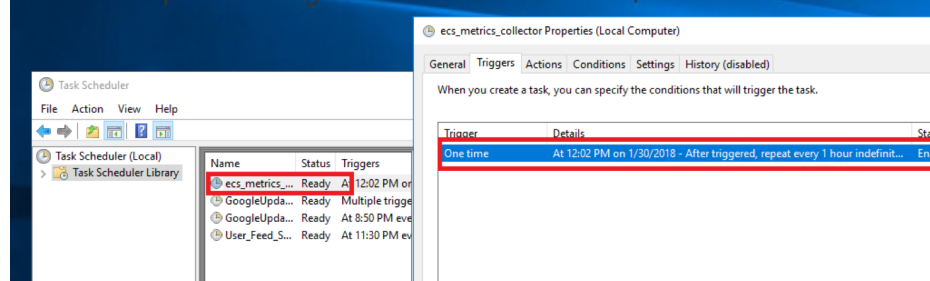 Task Scheduler
File Action View Help
Task Scheduler (Local)
Task Scheduler Library
Name Status Triggers
ecs_metrics_... Ready At 12:02 PM on
GoogleUpda... Ready Multiple trigge
GoogleUpda... Ready At 8:50 PM eve
User_Feed_S... Ready At 11:30 PM ev
ecs_metrics_collector Properties (Local Computer)
General Triggers Actions Conditions Settings History (disabled)
When you create a task, you can specify the conditions that will trigger the task.
Trigger Details Sta
One time At 12:02 PM on 1/30/2018 - After triggered, repeat every 1 hour indefinit... En